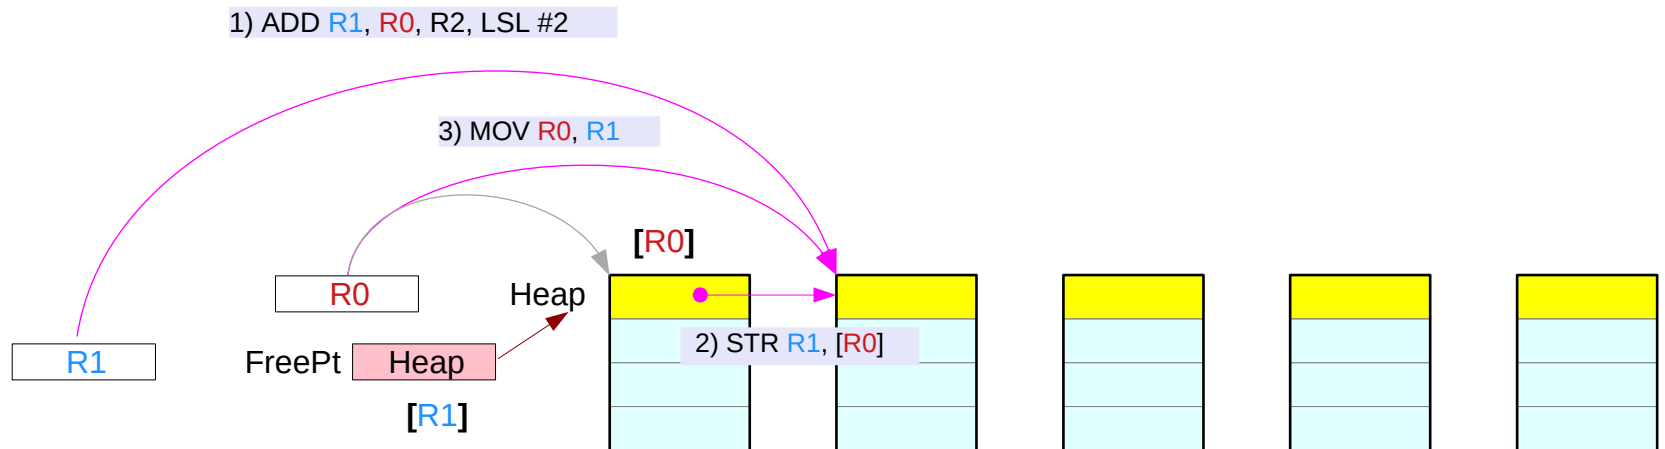 1) ADD R1, R0, R2, LSL #2
3) MOV R0, R1
[R0]
R0
Heap
2) STR R1, [R0]
R1
FreePt
Heap
[R1]